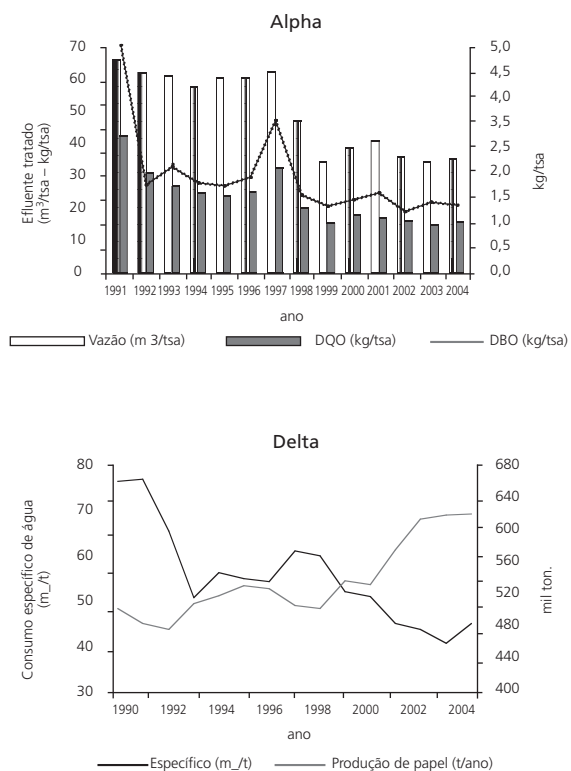 Alpha
Efluente tratado
(m³/tsa – kg/tsa)
70
60
50
40
30
20
10
0
5,0
4,5
4,0
3,5
3,0
2,5
2,0
1,5
1,0
0,5
0,0
kg/tsa
1991 1992 1993 1994 1995 1996 1997 1998 1999 2000 2001 2002 2003 2004
ano
Vazão (m 3/tsa) DQO (kg/tsa) DBO (kg/tsa)
Delta
Consumo específico de água
(m_/t)
80
70
60
50
40
30
680
640
600
560
520
480
440
400
mil ton.
1990 1992 1994 1996 1998 2000 2002 2004
ano
Específico (m_/t) Produção de papel (t/ano)